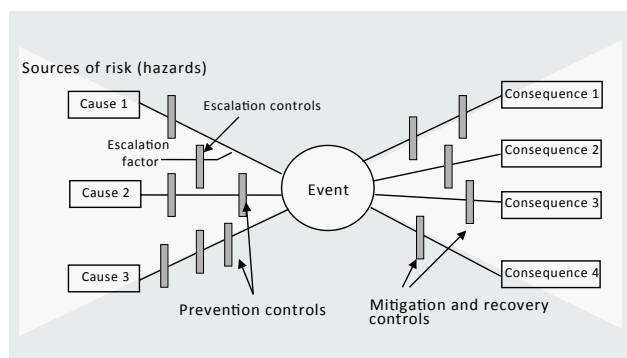 Sources of risk (hazards)
Cause 1
Escalation controls
Escalation
factor
Cause 2
Cause 3
Prevention controls
Event
Consequence 1
Consequence 2
Consequence 3
Consequence 4
Mitigation and recovery
controls